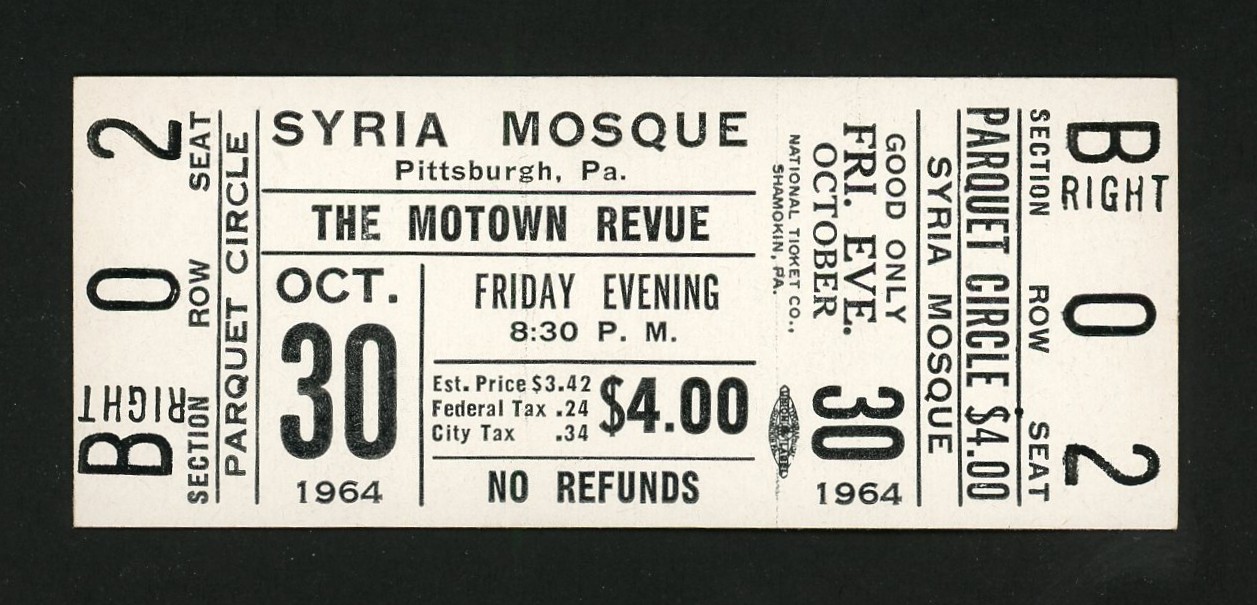 2 SEAT
0 ROW
B RIGHT SECTION
PARQUET CIRCLE
SYRIA MOSQUE
Pittsburgh, Pa.
THE MOTOWN REVUE
OCT.
30
1964
FRIDAY EVENING
8:30 P. M.
Est. Price $3.42
Federal Tax .24
City Tax .34
$4.00
NO REFUNDS
NATIONAL TICKET CO.,
SHAMOKIN, PA.
GOOD ONLY
FRI. EVE.
OCTOBER
30
1964
SYRIA MOSQUE
PARQUET CIRCLE $4.00
SECTION ROW SEAT
B RIGHT 0 2